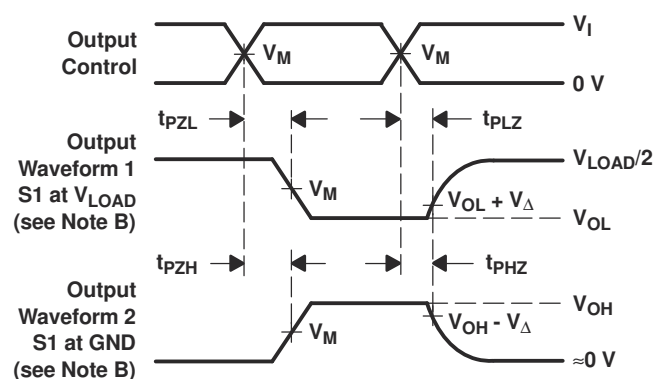 Output
Control
V_M
V_M
V_I
0 V
t_PZL
t_PLZ
Output
Waveform 1
S1 at V_LOAD
(see Note B)
V_M
V_LOAD/2
V_OL + V_Δ
V_OL
t_PZH
t_PHZ
Output
Waveform 2
S1 at GND
(see Note B)
V_M
V_OH
V_OH - V_Δ
≈0 V